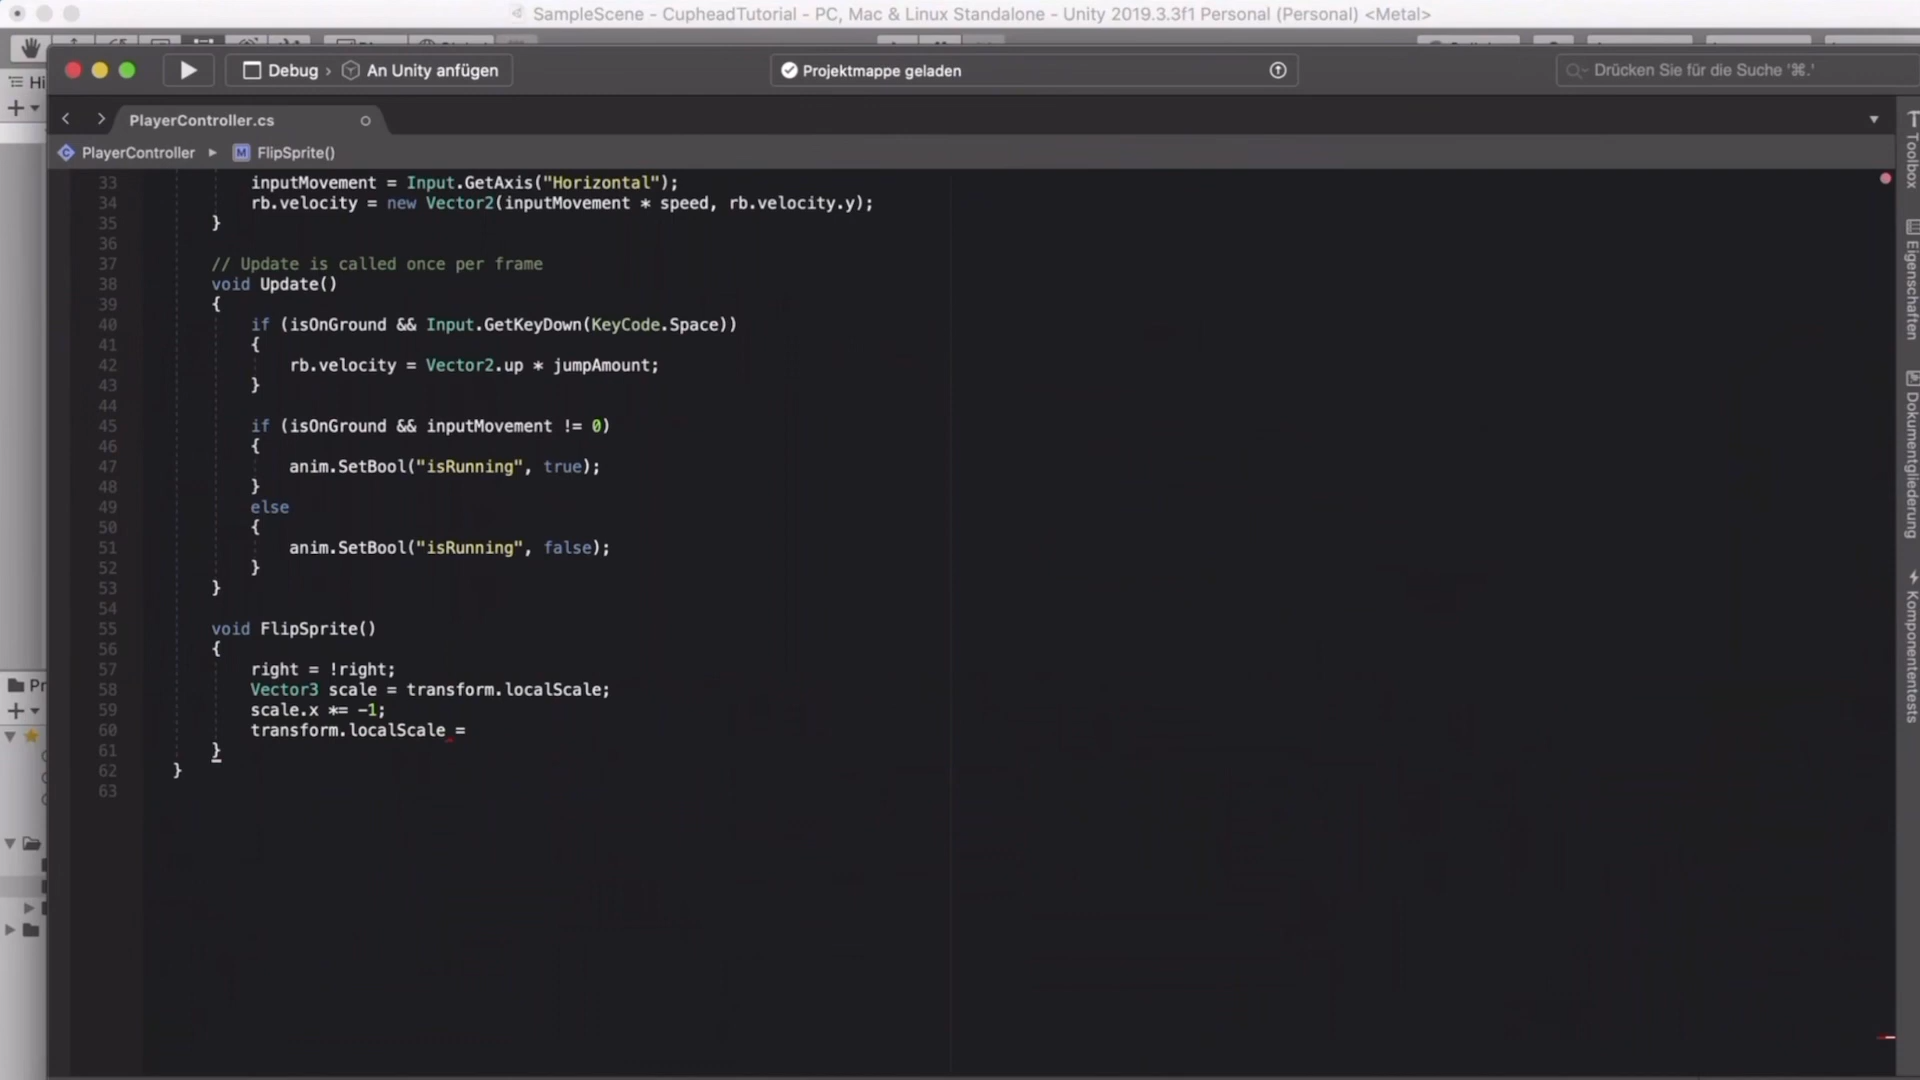 SampleScene - CupheadTutorial - PC, Mac & Linux Standalone - Unity 2019.3.3f1 Personal (Personal) <Metal>
Debug › An Unity anfügen
Projektmappe geladen
Drücken Sie für die Suche '⌘.'
Hi
PlayerController.cs
PlayerController ▸ M FlipSprite()
33 inputMovement = Input.GetAxis("Horizontal");
34 rb.velocity = new Vector2(inputMovement * speed, rb.velocity.y);
35 }
36
37 // Update is called once per frame
38 void Update()
39 {
40 if (isOnGround && Input.GetKeyDown(KeyCode.Space))
41 {
42 rb.velocity = Vector2.up * jumpAmount;
43 }
44
45 if (isOnGround && inputMovement != 0)
46 {
47 anim.SetBool("isRunning", true);
48 }
49 else
50 {
51 anim.SetBool("isRunning", false);
52 }
53 }
54
55 void FlipSprite()
56 {
57 right = !right;
58 Vector3 scale = transform.localScale;
59 scale.x *= -1;
60 transform.localScale =
61 }
62 }
63
Pr
Toolbox
Eigenschaften
Dokumentgliederung
Komponententests